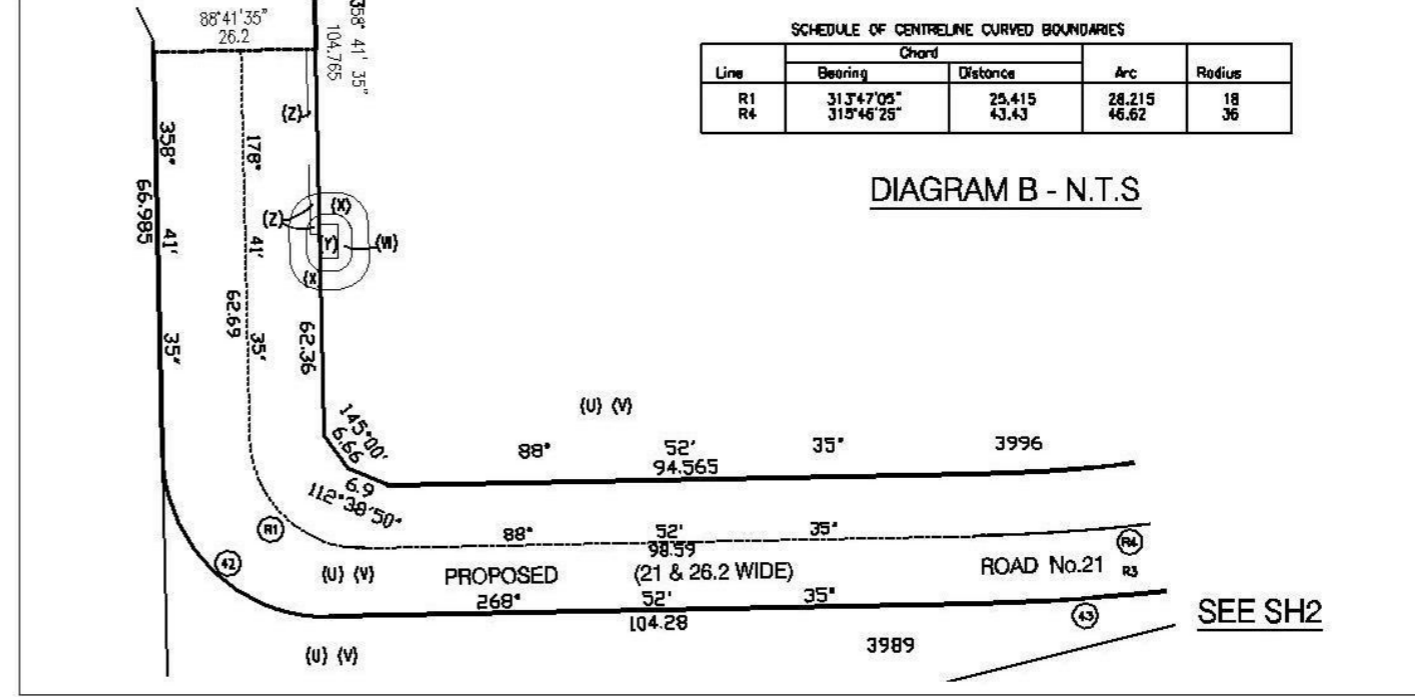 88°41'35"
26.2
358° 41' 35"
104.765
SCHEDULE OF CENTRELINE CURVED BOUNDARIES
Chord
Line Bearing Distance Arc Radius
R1 313°47'05" 25.415 28.215 18
R4 315°46'25" 43.43 46.62 36
DIAGRAM B - N.T.S
(Z)
358° 41' 35"
66.985
178° 41' 35"
62.69
(X)
(Z)
(Y)
(W)
(X
62.36
145°00'
6.66
6.9
112°38'50"
(U) (V)
88° 52' 35" 3996
94.565
R1
42
88° 52' 35"
98.59
R4
(U) (V) PROPOSED (21 & 26.2 WIDE) ROAD No.21 R3
268° 52' 35"
104.28
43
SEE SH2
3989
(U) (V)